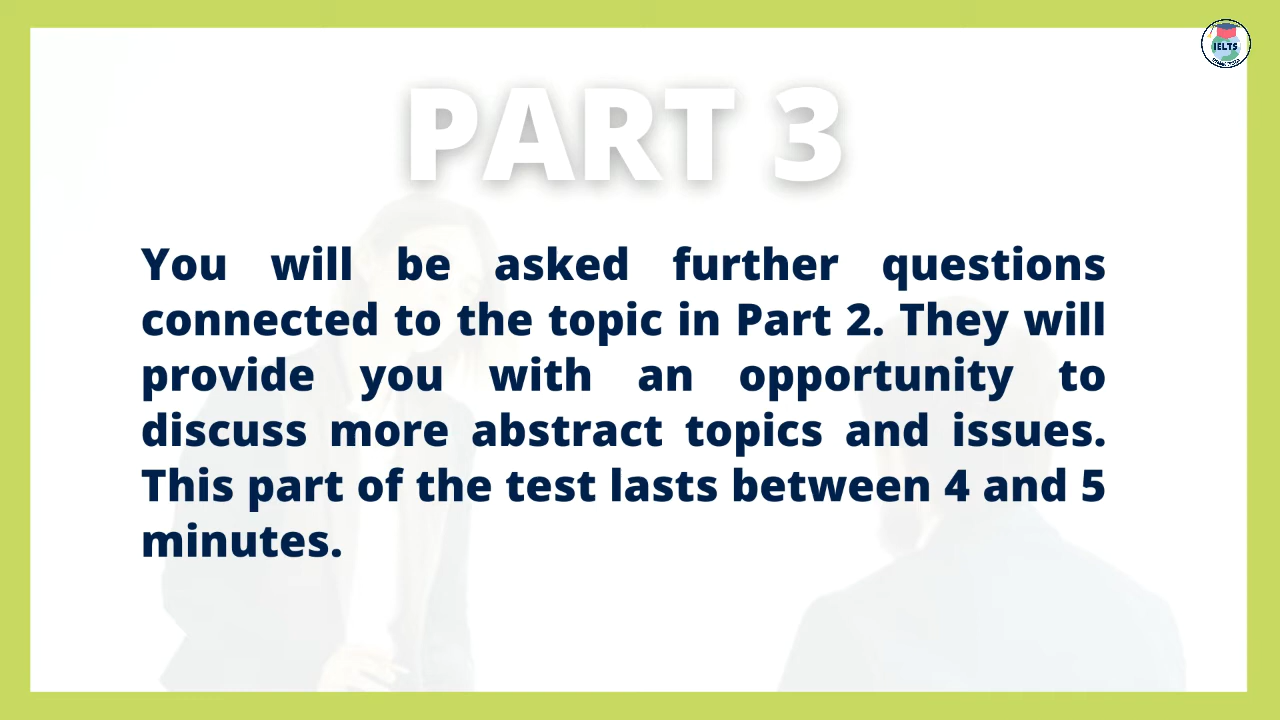 IELTS
PART 3
You will be asked further questions
connected to the topic in Part 2. They will
provide you with an opportunity to
discuss more abstract topics and issues.
This part of the test lasts between 4 and 5
minutes.